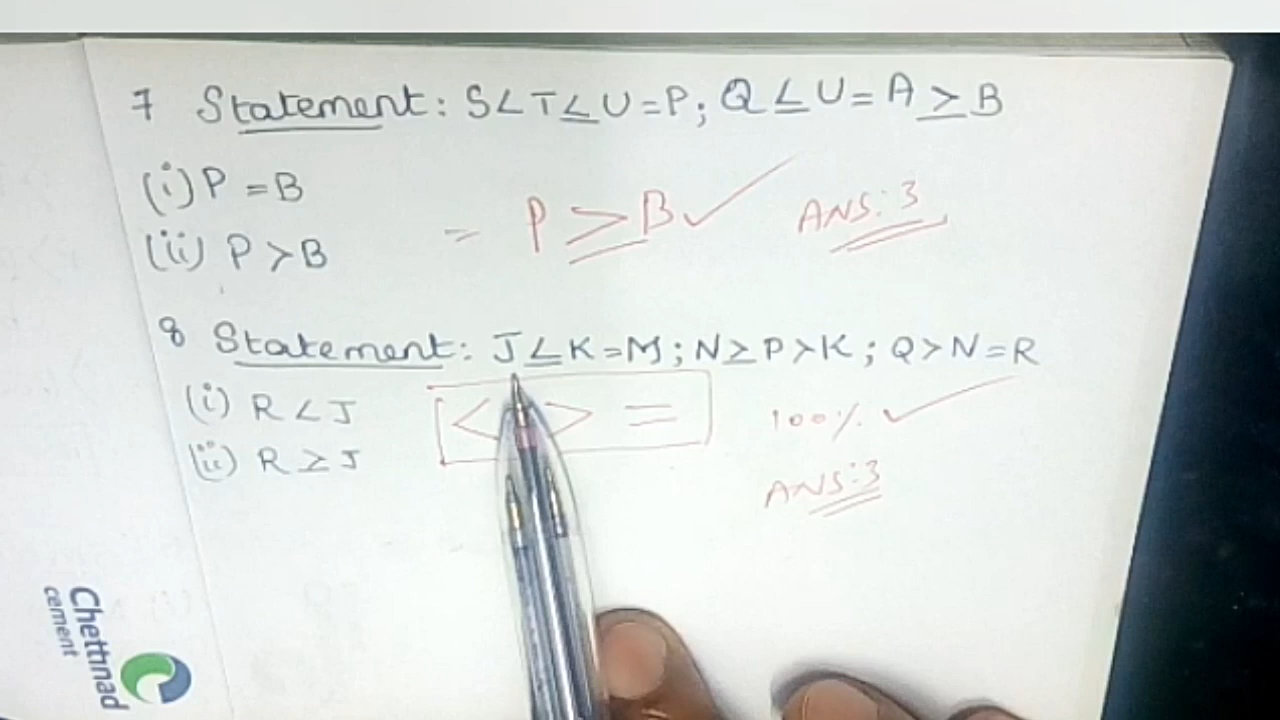 7 Statement: S<T≤U=P; Q≤U=A≥B
(i) P=B
(ii) P>B
= P≥B✓ ANS:3
8 Statement: J≤K=M; N≥P>K; Q>N=R
(i) R<J
(ii) R≥J
< > =
100% ✓
ANS:3
Chettinad
cement